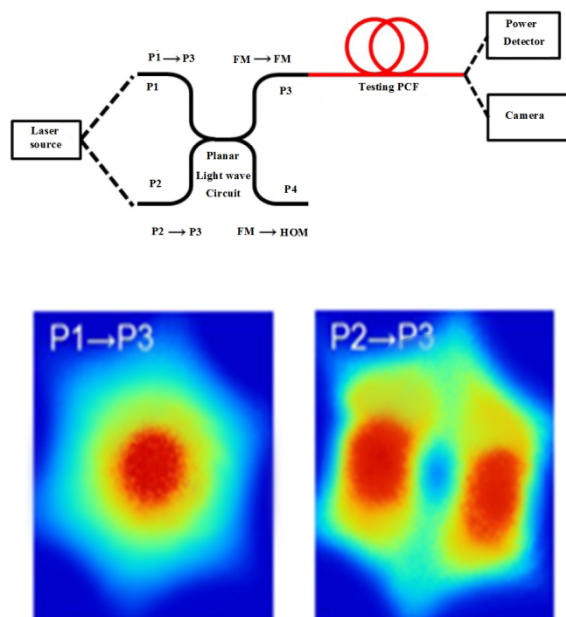 P1 → P3 FM → FM
Power
Detector
P1 P3
Testing PCF
Laser
source
Camera
Planar
Light wave
Circuit
P2 P4
P2 → P3 FM → HOM
P1→P3 P2→P3